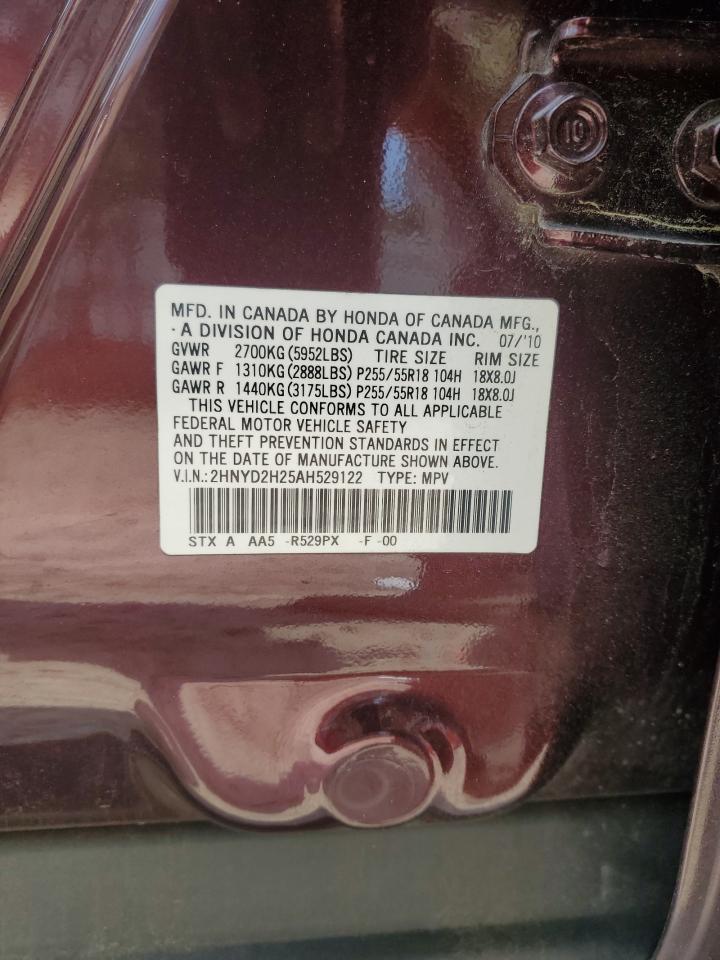 10
MFD. IN CANADA BY HONDA OF CANADA MFG.,
A DIVISION OF HONDA CANADA INC. 07/'10
GVWR 2700KG (5952LBS) TIRE SIZE RIM SIZE
GAWR F 1310KG (2888LBS) P255/55R18 104H 18X8.0J
GAWR R 1440KG (3175LBS) P255/55R18 104H 18X8.0J
THIS VEHICLE CONFORMS TO ALL APPLICABLE
FEDERAL MOTOR VEHICLE SAFETY
AND THEFT PREVENTION STANDARDS IN EFFECT
ON THE DATE OF MANUFACTURE SHOWN ABOVE.
V.I.N.: 2HNYD2H25AH529122 TYPE: MPV
STX A AA5 -R529PX -F -00